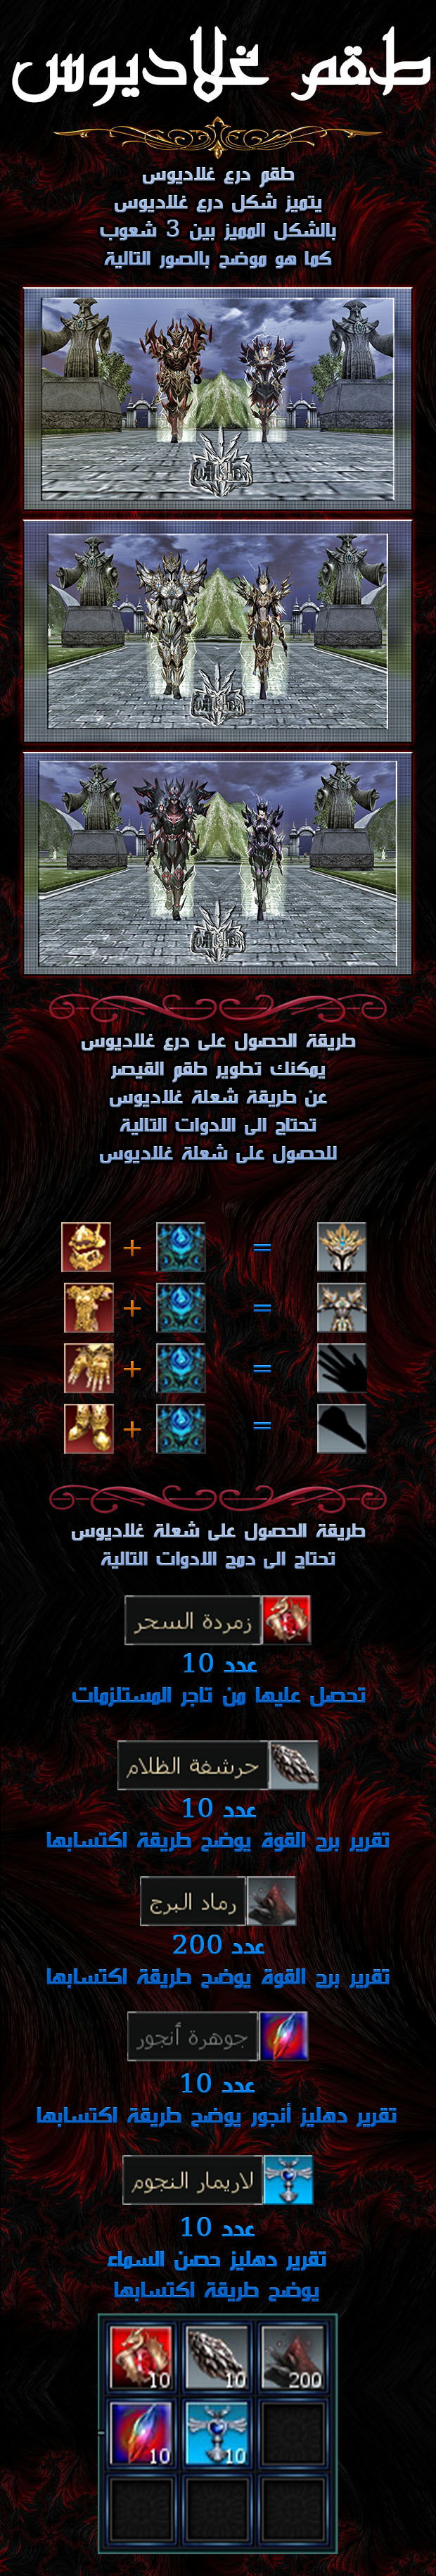 طقم غلاديوس
طقم درع غلاديوس
يتميز شكل درع غلاديوس
بالشكل المميز بين 3 شعوب
كما هو موضح بالصور التالية
طريقة الحصول على درع غلاديوس
يمكنك تطوير طقم القيصر
عن طريقة شعلة غلاديوس
تحتاج الى الادوات التالية
للحصول على شعلة غلاديوس
+ =
+ =
+ =
+ =
طريقة الحصول على شعلة غلاديوس
تحتاج الى دمج الادوات التالية
زمردة السحر
عدد 10
تحصل عليها من تاجر المستلزمات
حرشفة الظلام
عدد 10
تقرير برج القوة يوضح طريقة اكتسابها
رماد البرج
عدد 200
تقرير برج القوة يوضح طريقة اكتسابها
جوهرة أنجور
عدد 10
تقرير دهليز أنجور يوضح طريقة اكتسابها
لاريمار النجوم
عدد 10
تقرير دهليز حصن السماء
يوضح طريقة اكتسابها
10 10 200
10 10